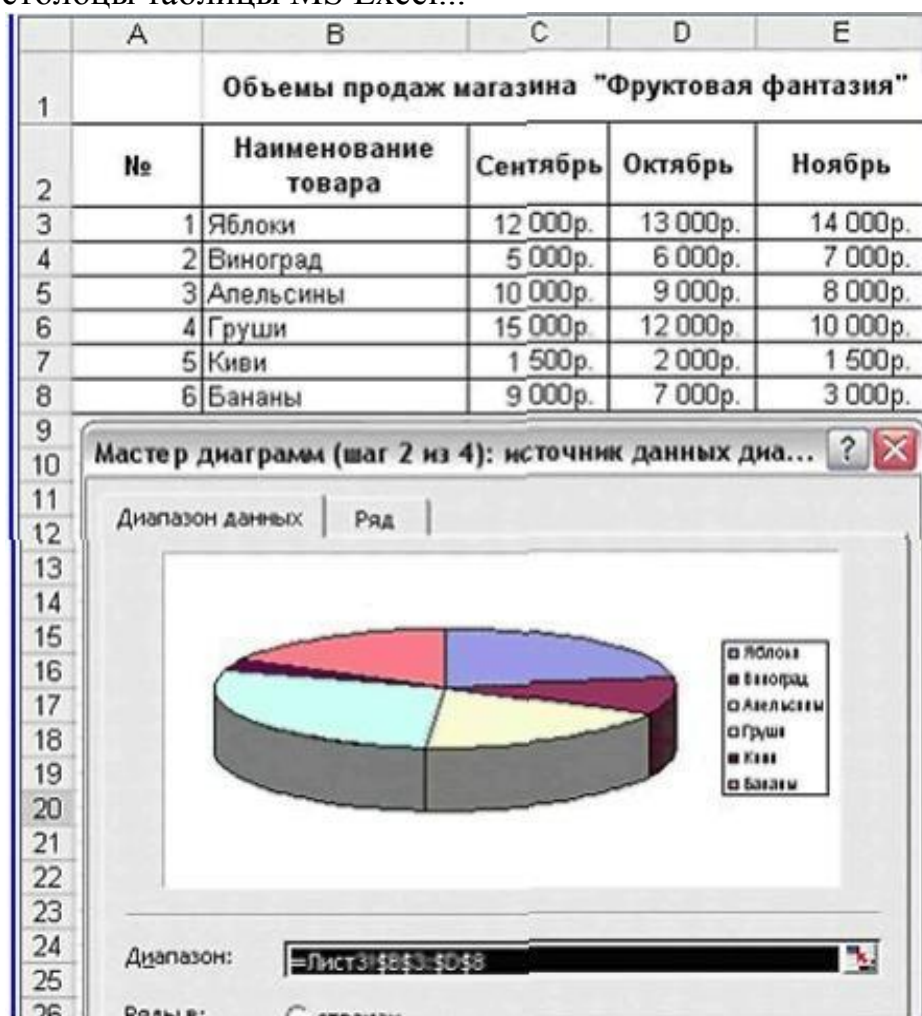 столбцы таблицы MS Excel...
A B C D E
1 Объемы продаж магазина "Фруктовая фантазия"
2 № Наименование товара Сентябрь Октябрь Ноябрь
3 1 Яблоки 12 000р. 13 000р. 14 000р.
4 2 Виноград 5 000р. 6 000р. 7 000р.
5 3 Апельсины 10 000р. 9 000р. 8 000р.
6 4 Груши 15 000р. 12 000р. 10 000р.
7 5 Киви 1 500р. 2 000р. 1 500р.
8 6 Бананы 9 000р. 7 000р. 3 000р.
9
10 Мастер диаграмм (шаг 2 из 4): источник данных диа... ?
11
12 Диапазон данных Ряд
13
14
15
16 Яблоки
Виноград
17 Апельсины
18 Груши
19 Киви
Бананы
20
21
22
23
24 Диапазон: =Лист3!$B$3:$D$8
25
26 Ряды в: строках